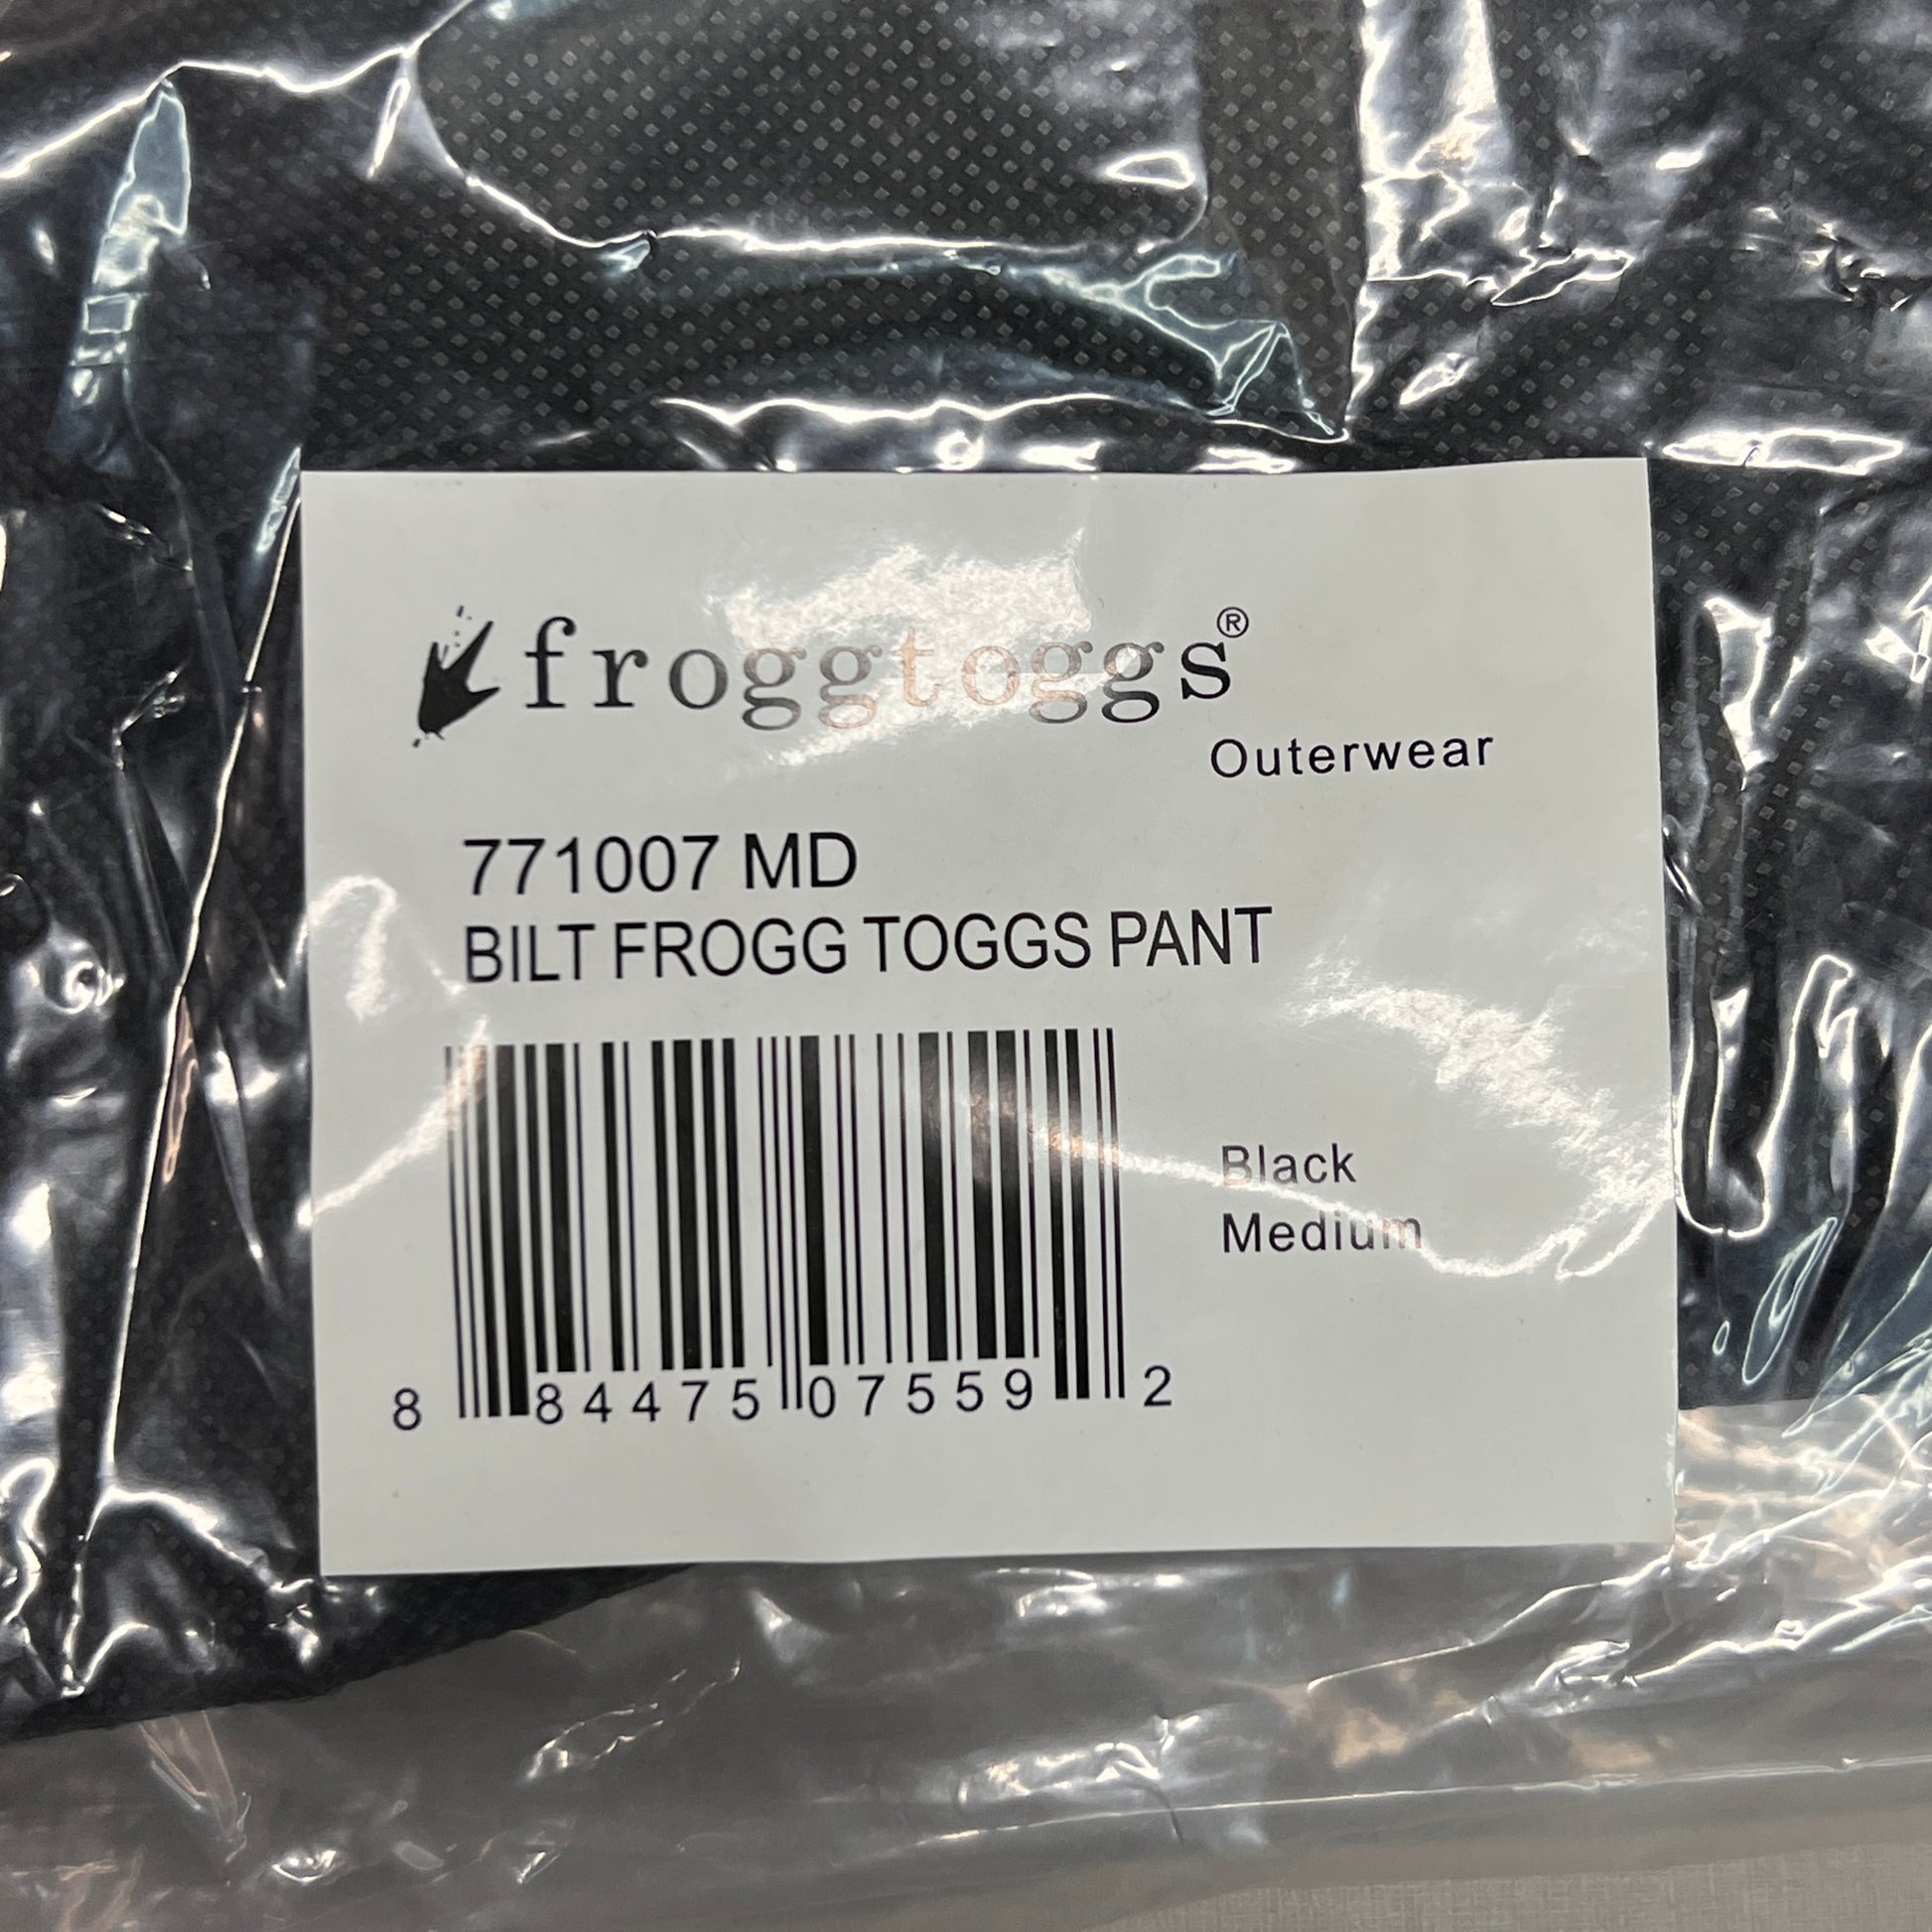 froggtoggs®
Outerwear
771007 MD
BILT FROGG TOGGS PANT
Black
Medium
8 84475 07559 2